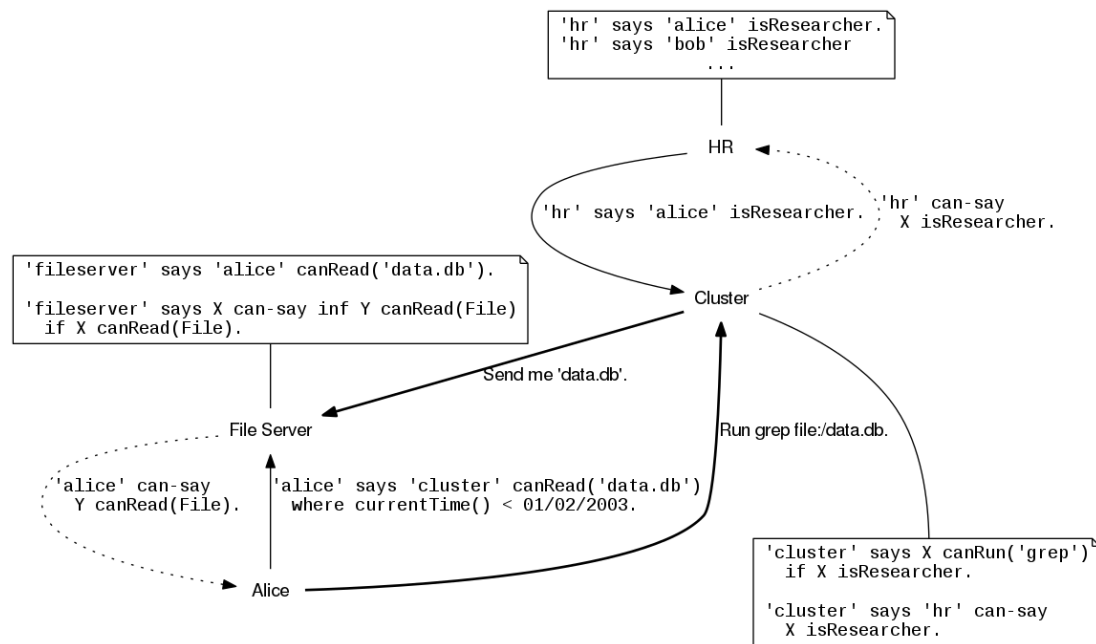 'hr' says 'alice' isResearcher.
'hr' says 'bob' isResearcher
...
HR
'hr' says 'alice' isResearcher.
'hr' can-say
X isResearcher.
'fileserver' says 'alice' canRead('data.db').
'fileserver' says X can-say inf Y canRead(File)
if X canRead(File).
Cluster
Send me 'data.db'.
File Server
Run grep file:/data.db.
'alice' can-say
Y canRead(File).
'alice' says 'cluster' canRead('data.db')
where currentTime() < 01/02/2003.
Alice
'cluster' says X canRun('grep')
if X isResearcher.
'cluster' says 'hr' can-say
X isResearcher.